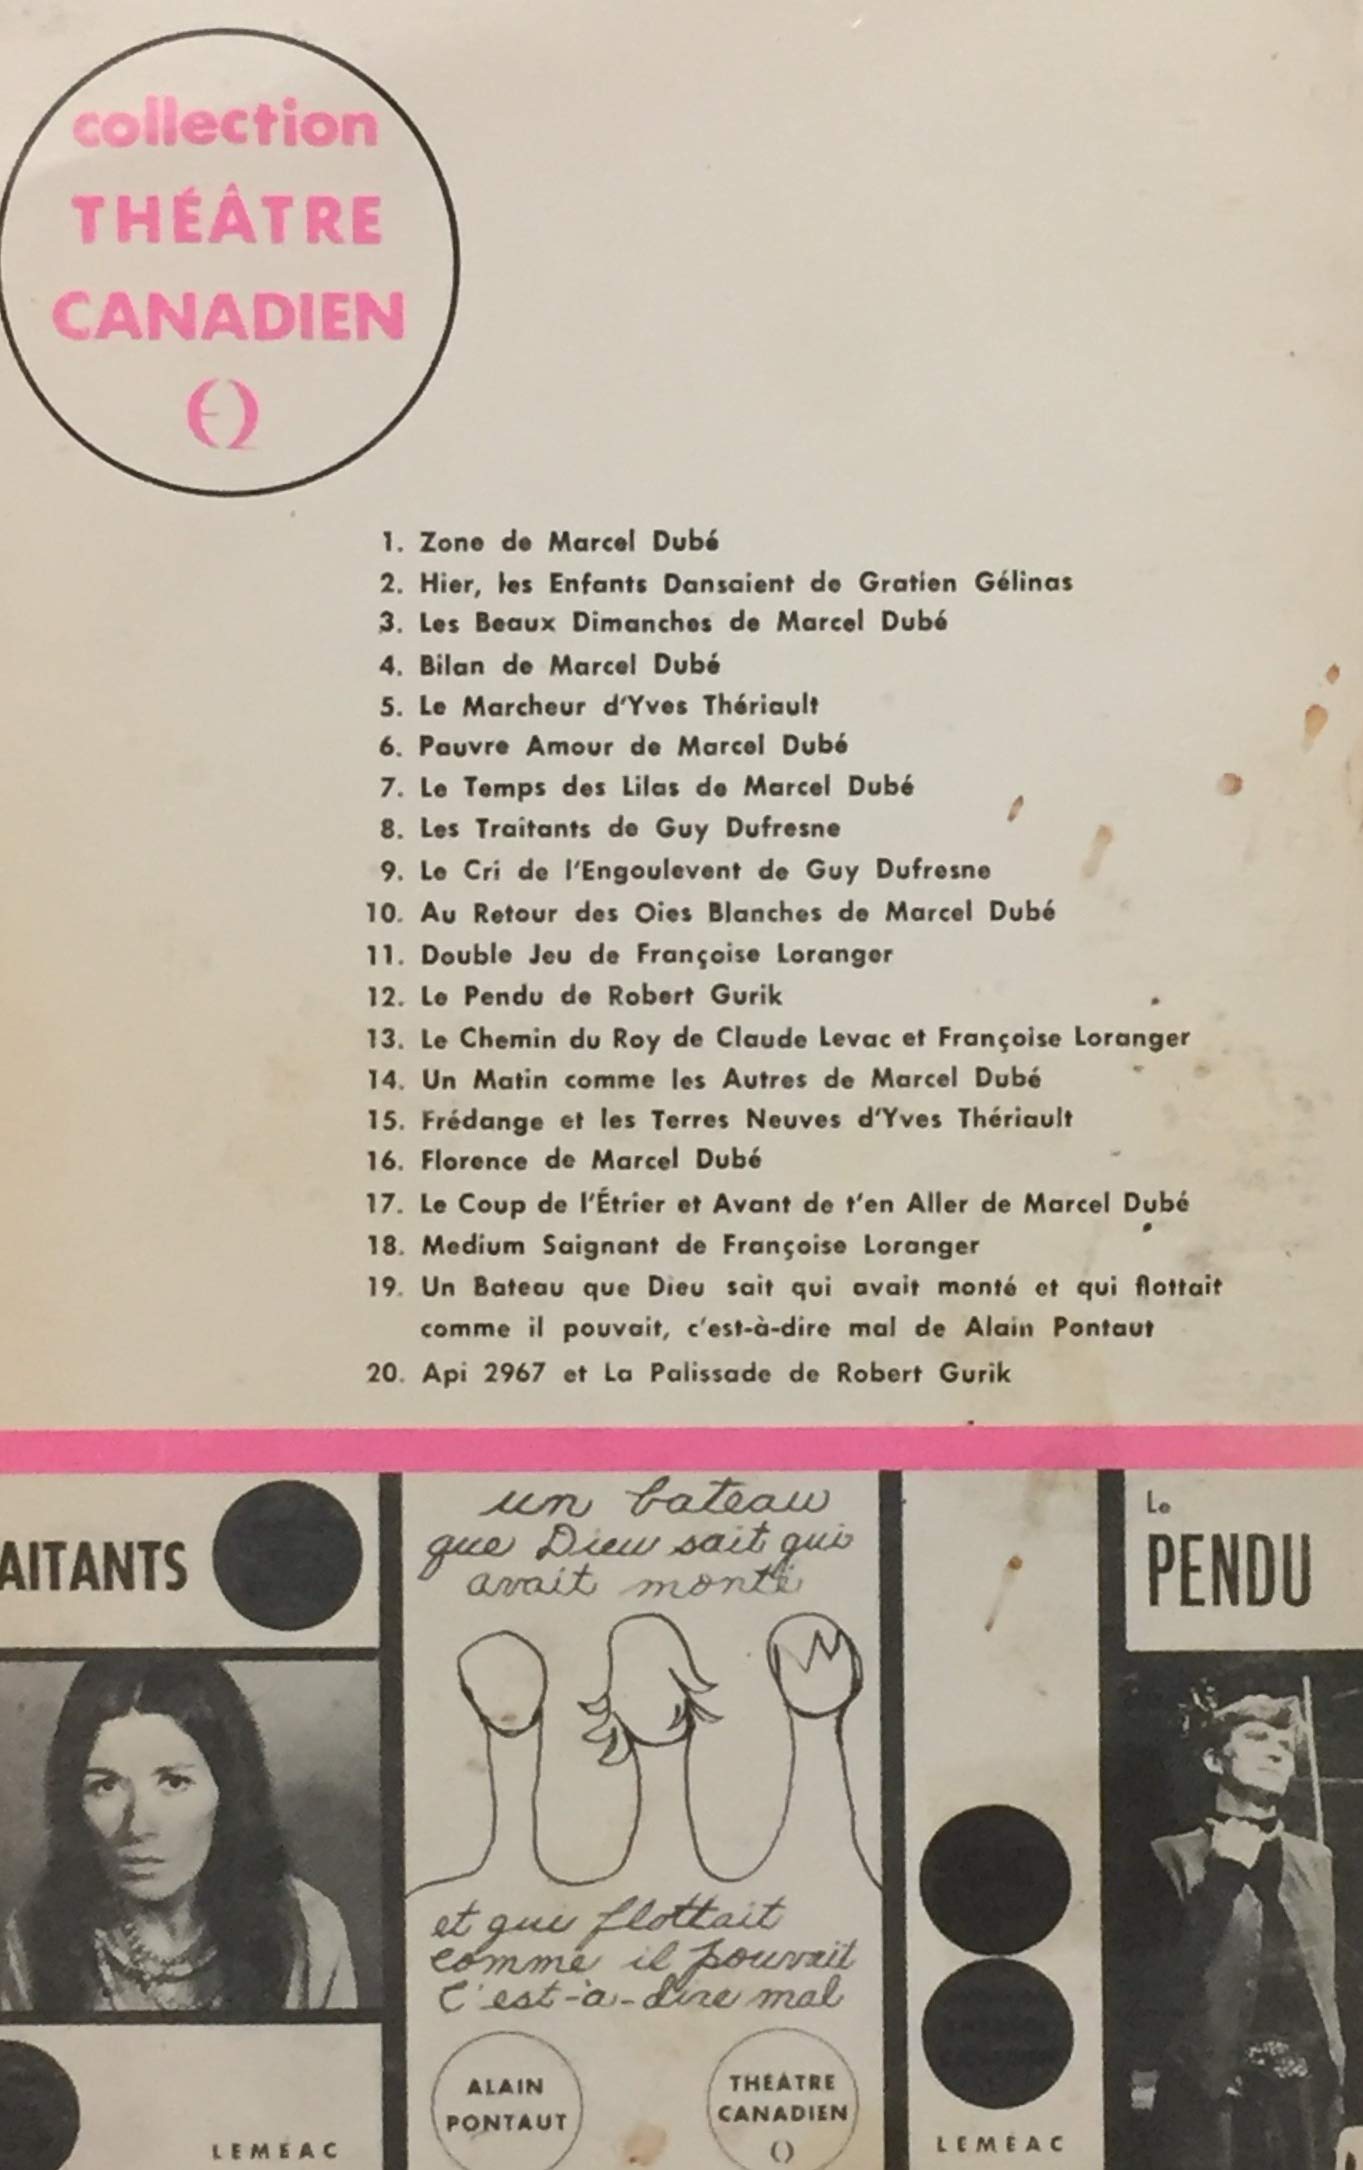 collection
THÉÂTRE
CANADIEN
1. Zone de Marcel Dubé
2. Hier, les Enfants Dansaient de Gratien Gélinas
3. Les Beaux Dimanches de Marcel Dubé
4. Bilan de Marcel Dubé
5. Le Marcheur d'Yves Thériault
6. Pauvre Amour de Marcel Dubé
7. Le Temps des Lilas de Marcel Dubé
8. Les Traitants de Guy Dufresne
9. Le Cri de l'Engoulevent de Guy Dufresne
10. Au Retour des Oies Blanches de Marcel Dubé
11. Double Jeu de Françoise Loranger
12. Le Pendu de Robert Gurik
13. Le Chemin du Roy de Claude Levac et Françoise Loranger
14. Un Matin comme les Autres de Marcel Dubé
15. Frédange et les Terres Neuves d'Yves Thériault
16. Florence de Marcel Dubé
17. Le Coup de l'Étrier et Avant de t'en Aller de Marcel Dubé
18. Medium Saignant de Françoise Loranger
19. Un Bateau que Dieu sait qui avait monté et qui flottait
comme il pouvait, c'est-à-dire mal de Alain Pontaut
20. Api 2967 et La Palissade de Robert Gurik
AITANTS
LEMÉAC
un bateau
que Dieu sait qui
avait monté
et qui flottait
comme il pouvait
c'est-à-dire mal
ALAIN
PONTAUT
THÉÂTRE
CANADIEN
LEMÉAC
Le
PENDU